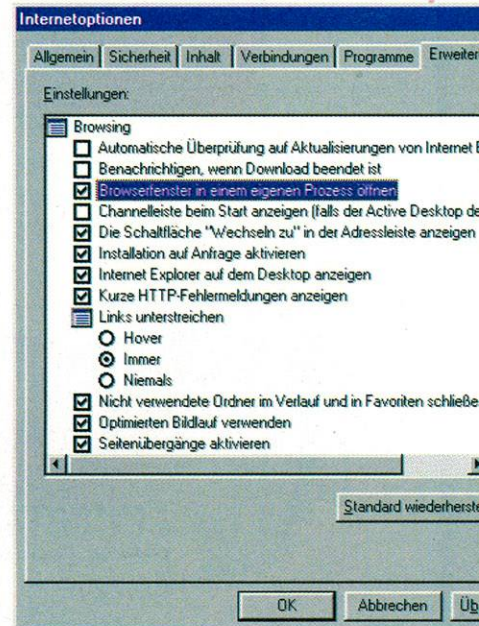 Internetoptionen
Allgemein Sicherheit Inhalt Verbindungen Programme Erweiter
Einstellungen:
Browsing
Automatische Überprüfung auf Aktualisierungen von Internet E
Benachrichtigen, wenn Download beendet ist
Browserfenster in einem eigenen Prozess öffnen
Channelleiste beim Start anzeigen (falls der Active Desktop de
Die Schaltfläche "Wechseln zu" in der Adressleiste anzeigen
Installation auf Anfrage aktivieren
Internet Explorer auf dem Desktop anzeigen
Kurze HTTP-Fehlermeldungen anzeigen
Links unterstreichen
Hover
Immer
Niemals
Nicht verwendete Ordner im Verlauf und in Favoriten schließe
Optimierten Bildlauf verwenden
Seitenübergänge aktivieren
Standard wiederherste
OK Abbrechen Üb